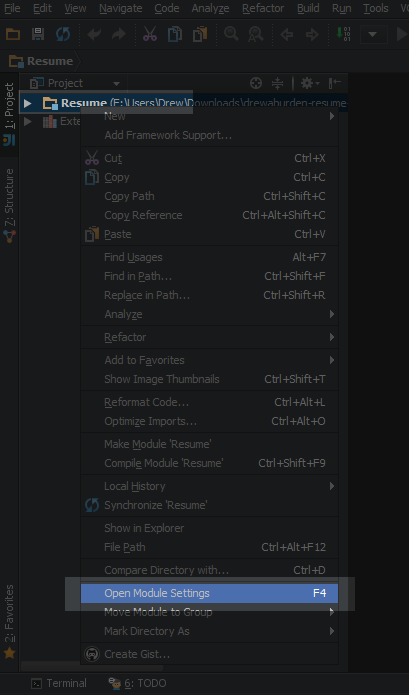 File Edit View Navigate Code Analyze Refactor Build Run Tools VC
Resume
Project
1: Project
Resume (E:\Users\Drew\Downloads\drewaburden-resume
Exte
New
Add Framework Support...
Cut Ctrl+X
Copy Ctrl+C
Copy Path Ctrl+Shift+C
Copy Reference Ctrl+Alt+Shift+C
Paste Ctrl+V
7: Structure
Find Usages Alt+F7
Find in Path... Ctrl+Shift+F
Replace in Path... Ctrl+Shift+R
Analyze
Refactor
Add to Favorites
Show Image Thumbnails Ctrl+Shift+T
Reformat Code... Ctrl+Alt+L
Optimize Imports... Ctrl+Alt+O
Make Module 'Resume'
Compile Module 'Resume' Ctrl+Shift+F9
Local History
Synchronize 'Resume'
Show in Explorer
File Path Ctrl+Alt+F12
Compare Directory with... Ctrl+D
Open Module Settings F4
Move Module to Group
Mark Directory As
Create Gist...
2: Favorites
Terminal 6: TODO